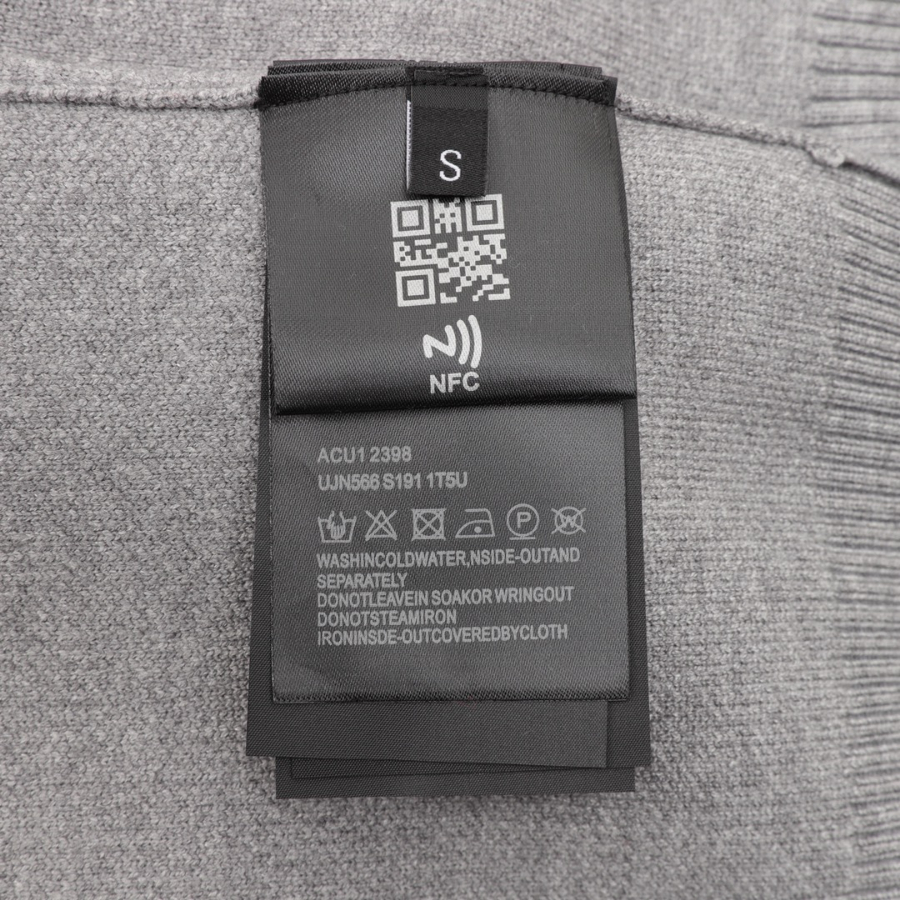 S
NFC
ACU1 2398
UJN566 S191 1T5U
P
WASHINCOLDWATER,NSIDE-OUTAND
SEPARATELY
DONOTLEAVEIN SOAKOR WRINGOUT
DONOTSTEAMIRON
IRONINSDE-OUTCOVEREDBYCLOTH